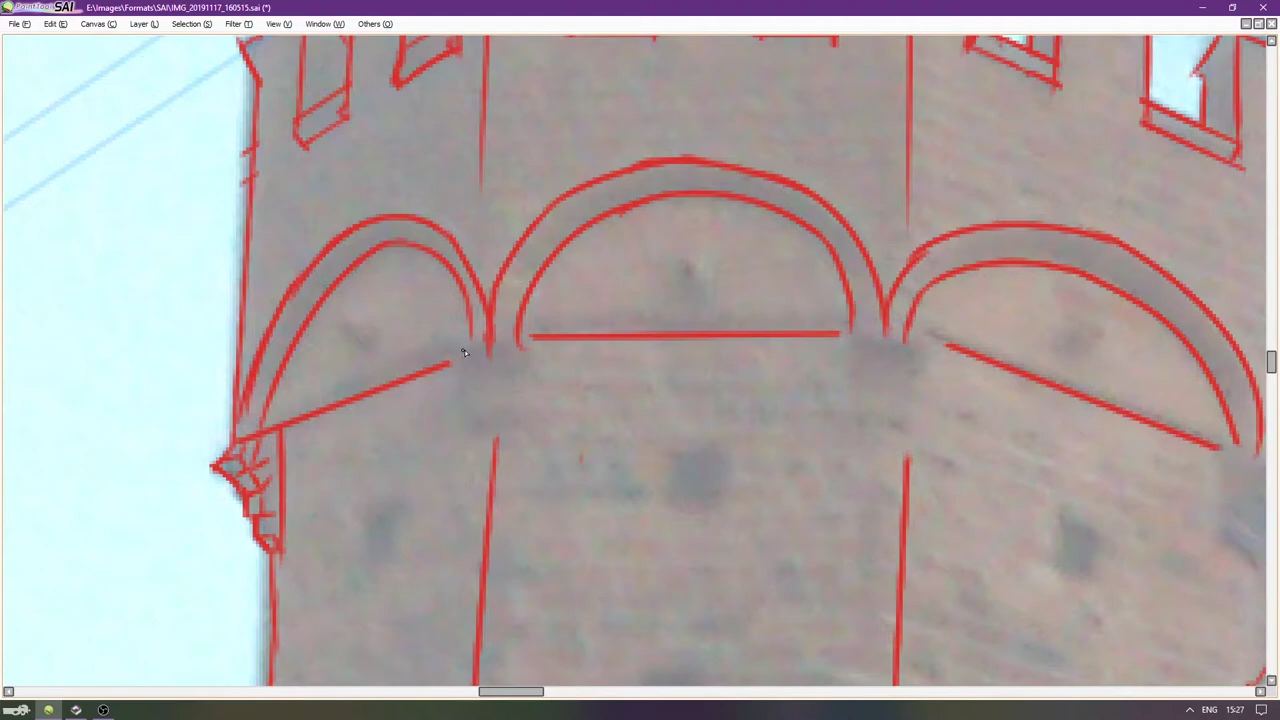 PaintTool SAI E:\Images\Formats\SAI\IMG_20191117_160515.sai (*)
File (F) Edit (E) Canvas (C) Layer (L) Selection (S) Filter (T) View (V) Window (W) Others (O)
ENG 15:27